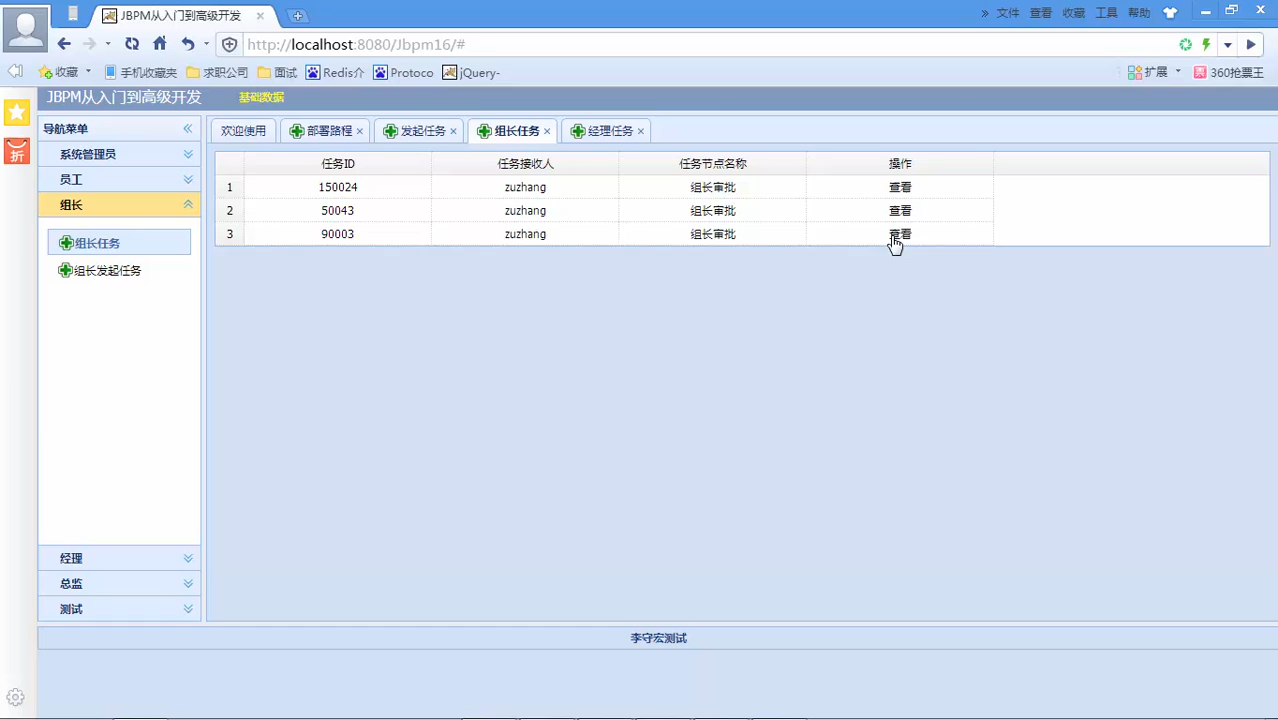 JBPM从入门到高级开发
» 文件 查看 收藏 工具 帮助
http://localhost:8080/Jbpm16/#
收藏 手机收藏夹 求职公司 面试 Redis介 Protoco jQuery- 扩展 360抢票王
JBPM从入门到高级开发 基础数据
折
导航菜单
系统管理员
员工
组长
组长任务
组长发起任务
经理
总监
测试
欢迎使用 部署路程 发起任务 组长任务 经理任务
任务ID 任务接收人 任务节点名称 操作
1 150024 zuzhang 组长审批 查看
2 50043 zuzhang 组长审批 查看
3 90003 zuzhang 组长审批 查看
李守宏测试